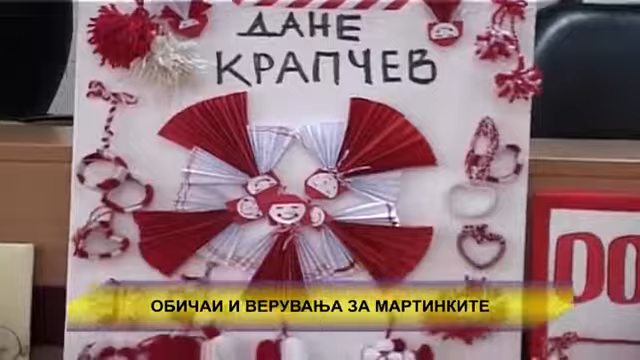 ДАНЕ
КРАПЧЕВ
ОБИЧАИ И ВЕРУВАЊА ЗА МАРТИНКИТЕ